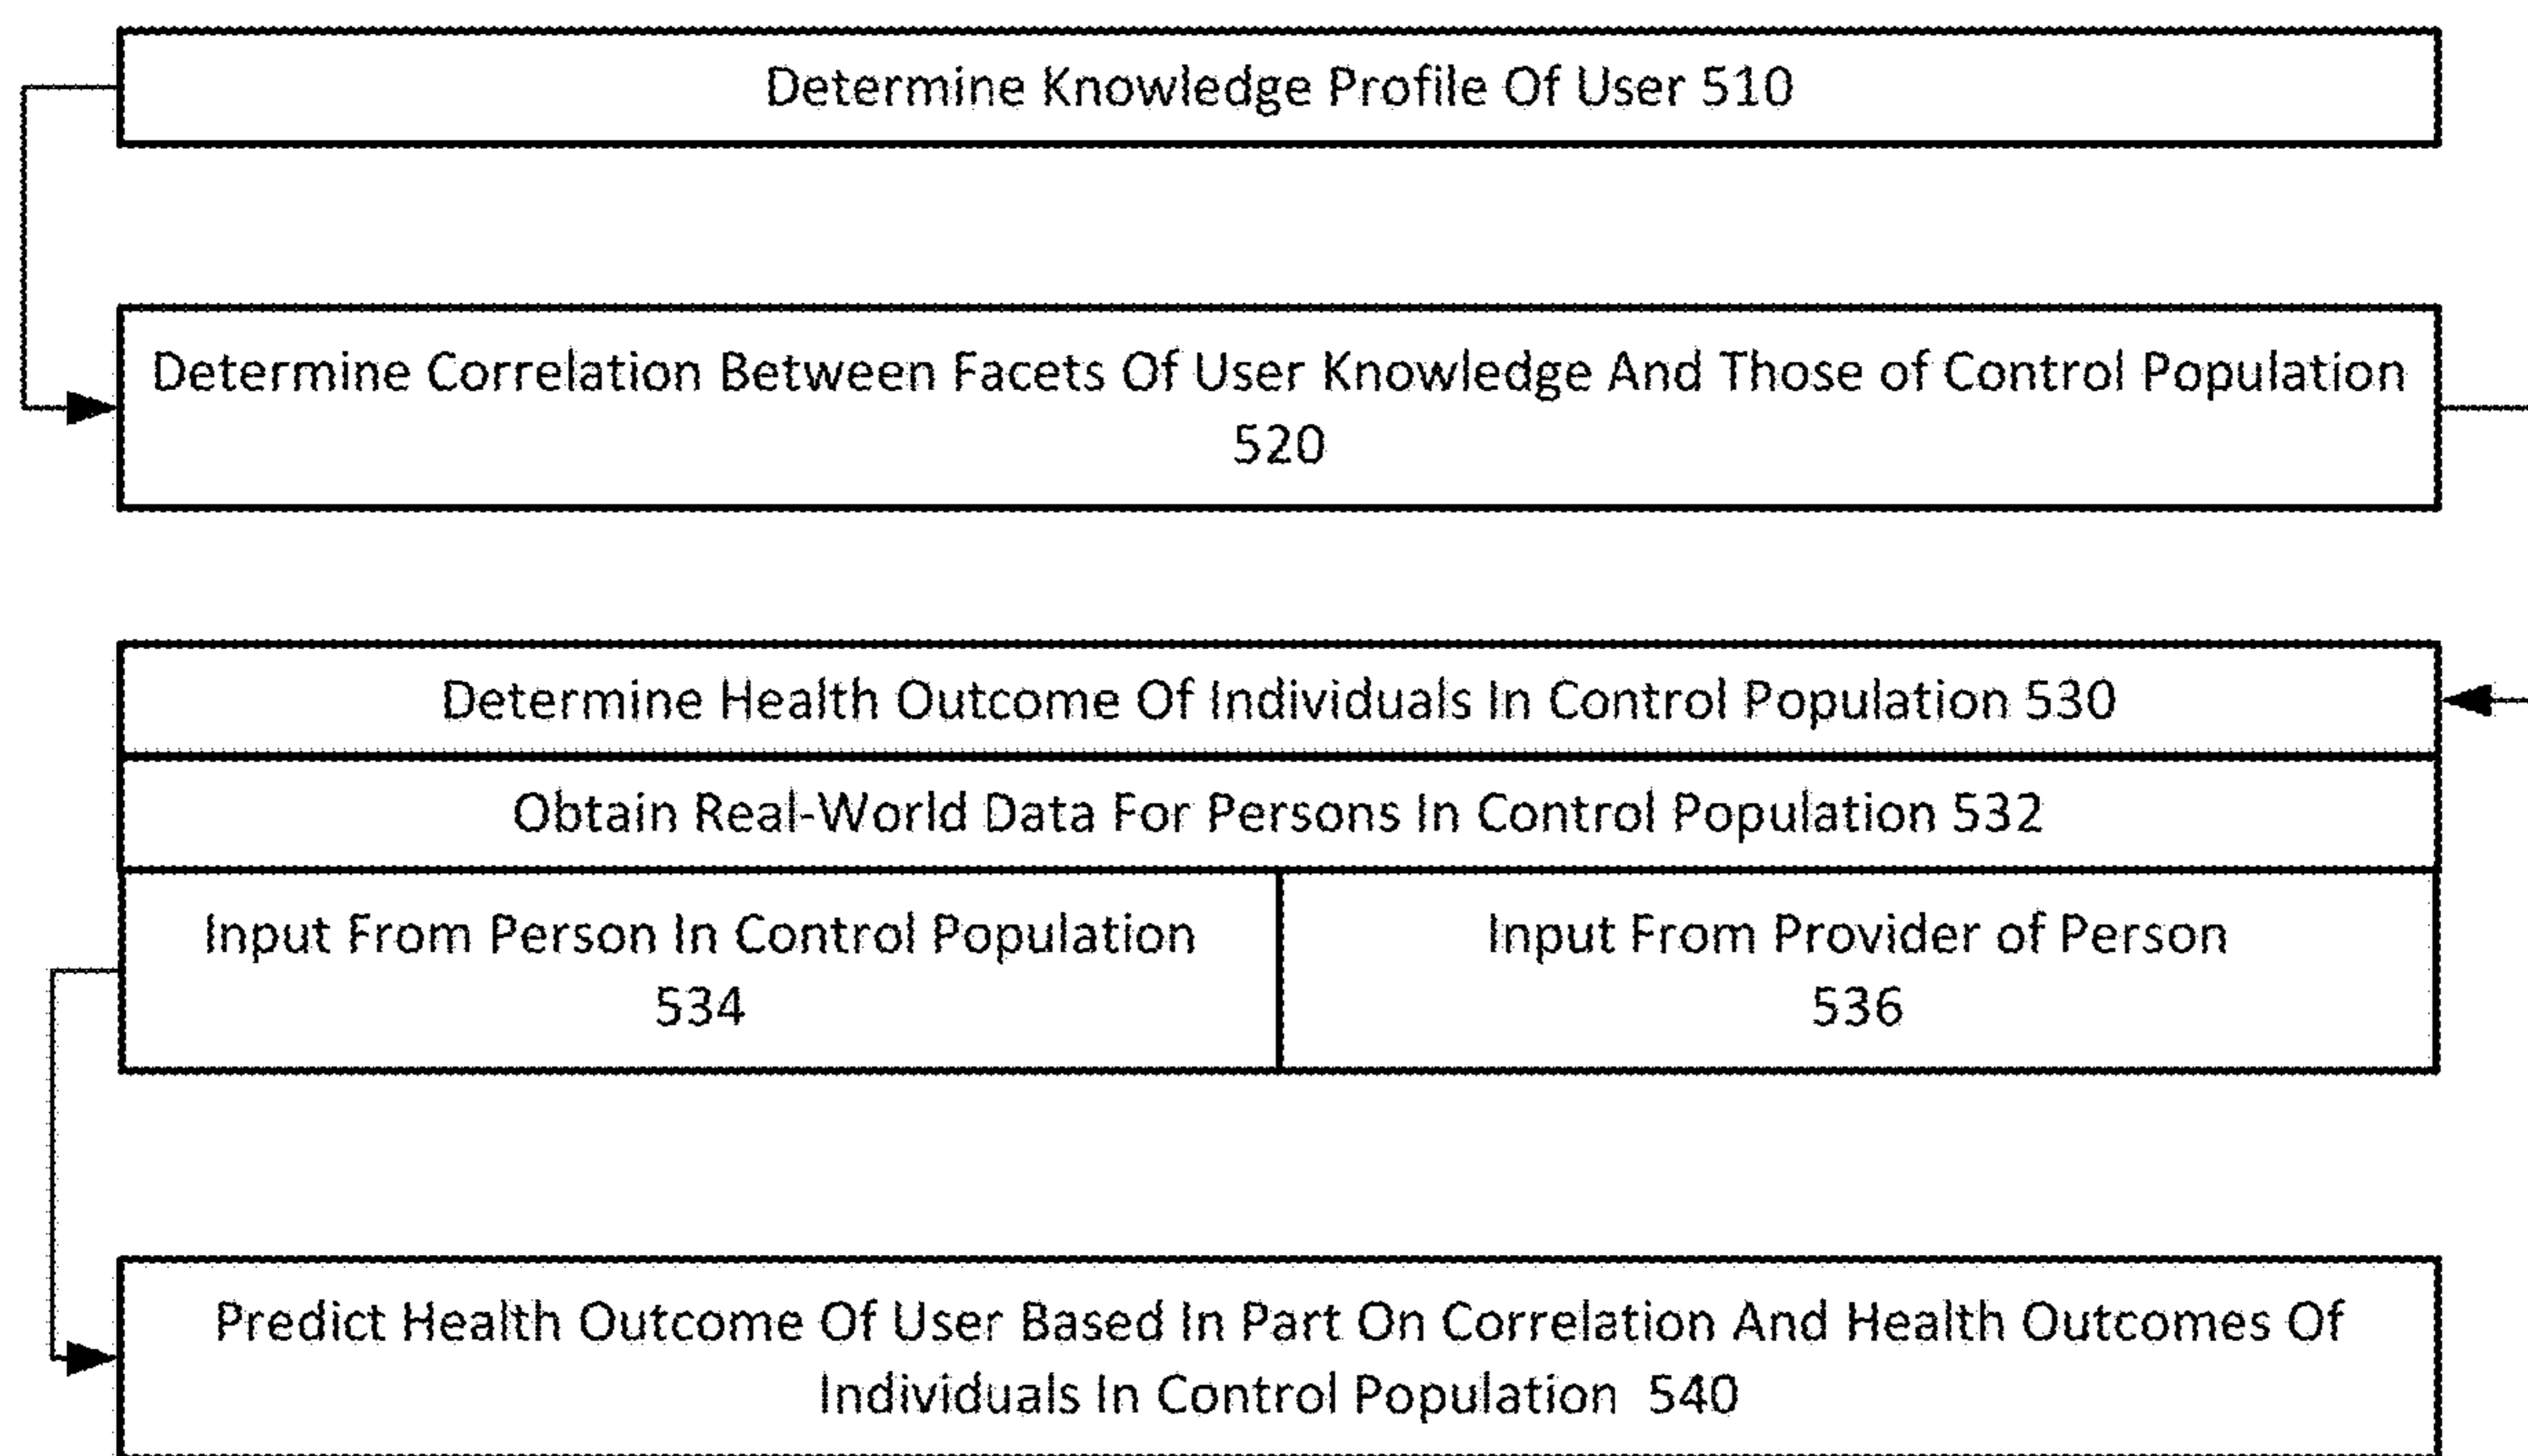 Determine Knowledge Profile Of User 510
Determine Correlation Between Facets Of User Knowledge And Those of Control Population
520
Determine Health Outcome Of Individuals In Control Population 530
Obtain Real-World Data For Persons In Control Population 532
Input From Person In Control Population
534
Input From Provider of Person
536
Predict Health Outcome Of User Based In Part On Correlation And Health Outcomes Of
Individuals In Control Population 540